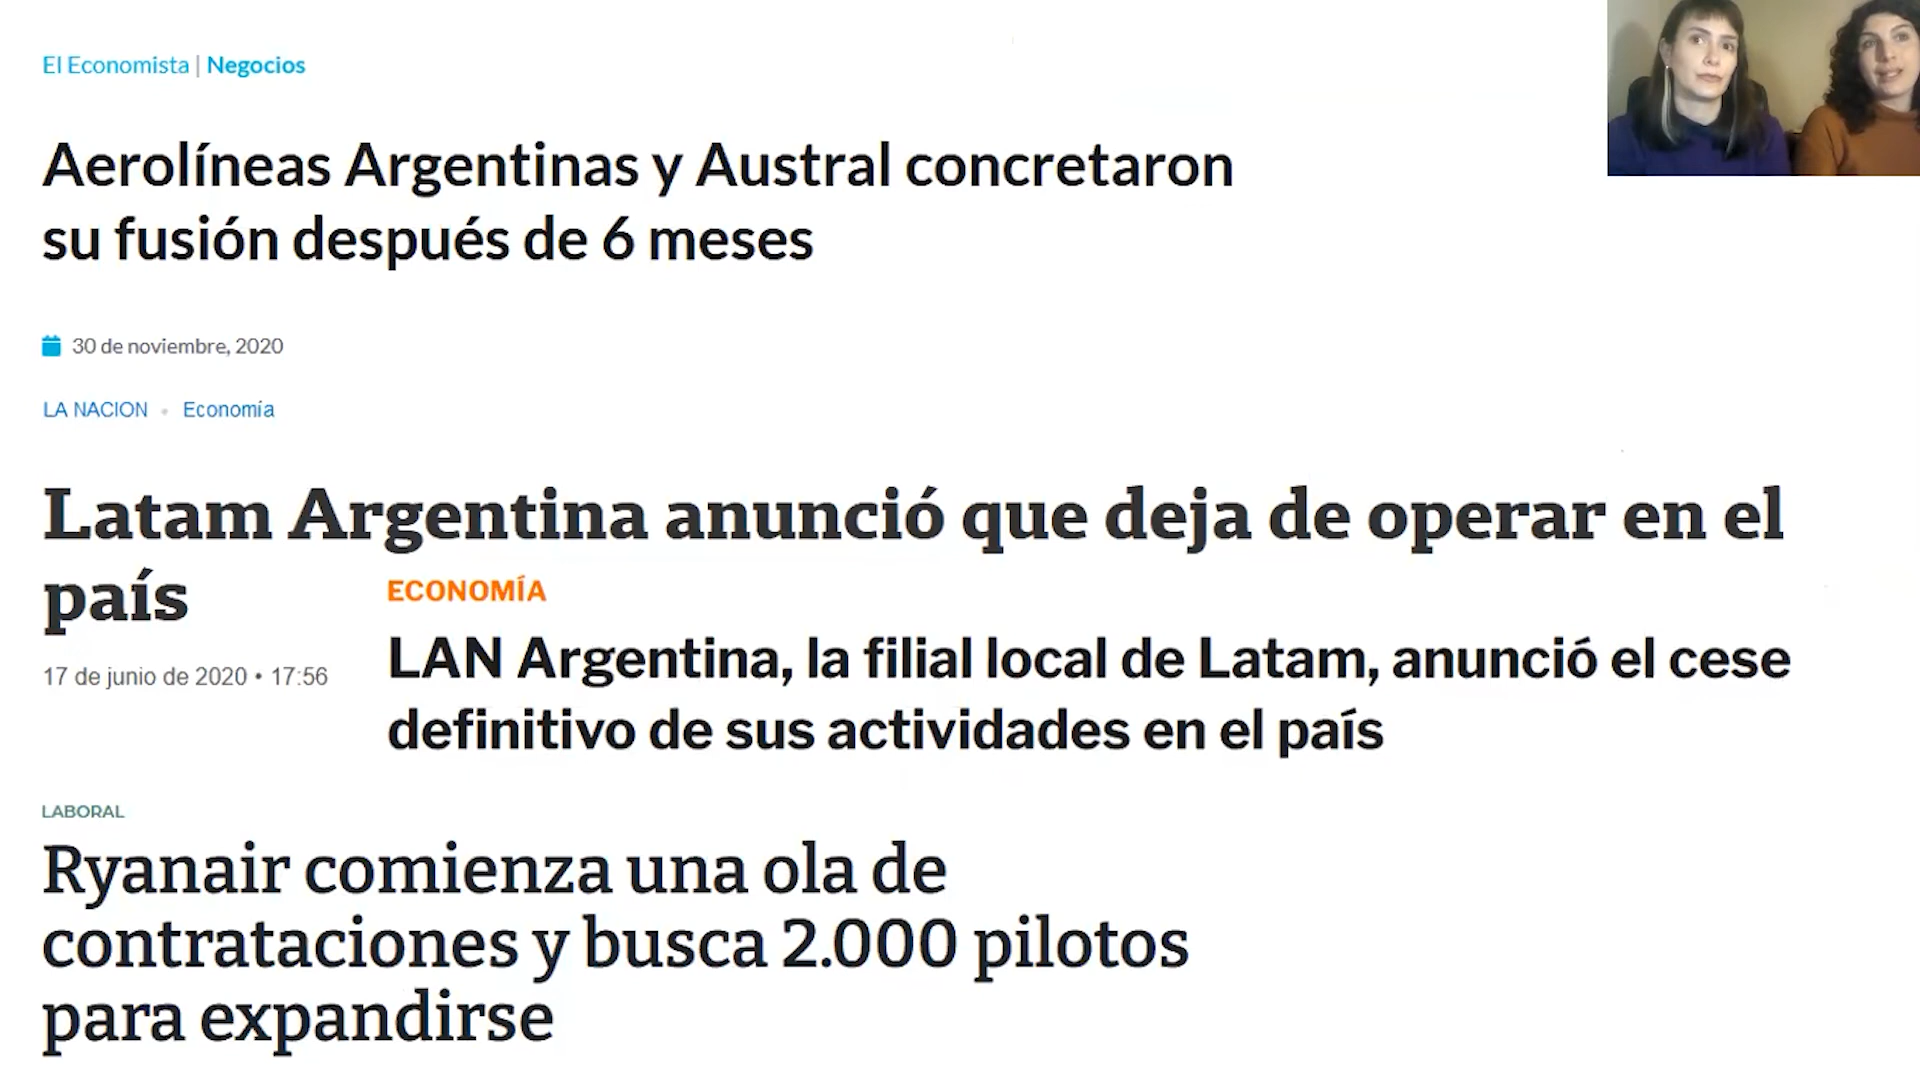 El Economista | Negocios
Aerolíneas Argentinas y Austral concretaron
su fusión después de 6 meses
30 de noviembre, 2020
LA NACION • Economía
Latam Argentina anunció que deja de operar en el
país
17 de junio de 2020 • 17:56
ECONOMÍA
LAN Argentina, la filial local de Latam, anunció el cese
definitivo de sus actividades en el país
LABORAL
Ryanair comienza una ola de
contrataciones y busca 2.000 pilotos
para expandirse